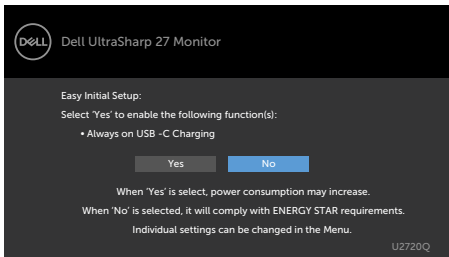 DELL Dell UltraSharp 27 Monitor
Easy Initial Setup:
Select ‘Yes’ to enable the following function(s):
• Always on USB -C Charging
Yes No
When ‘Yes’ is select, power consumption may increase.
When ‘No’ is selected, it will comply with ENERGY STAR requirements.
Individual settings can be changed in the Menu.
U2720Q